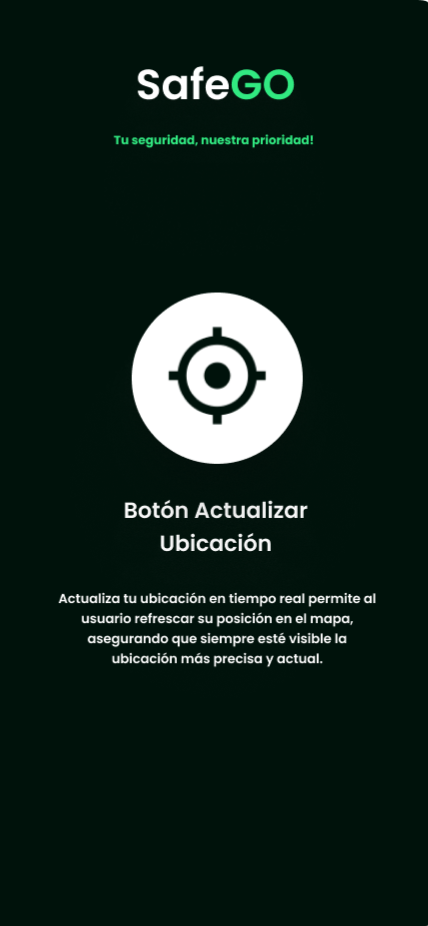 SafeGO
Tu seguridad, nuestra prioridad!
Botón Actualizar
Ubicación
Actualiza tu ubicación en tiempo real permite al
usuario refrescar su posición en el mapa,
asegurando que siempre esté visible la
ubicación más precisa y actual.